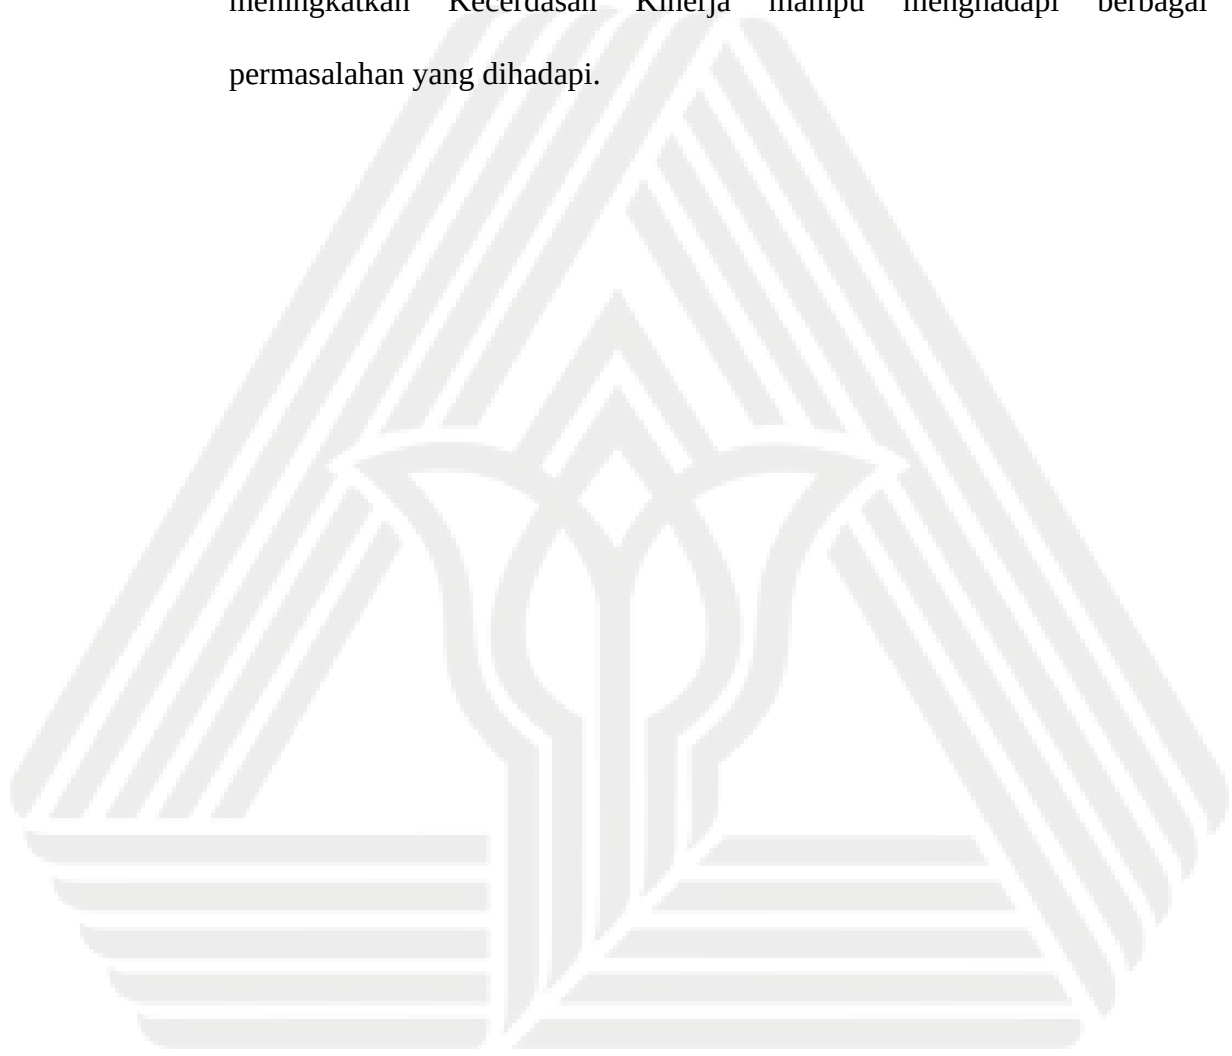 meningkatkan Kecerdasan Kinerja mampu menghadapi berbagai
permasalahan yang dihadapi.